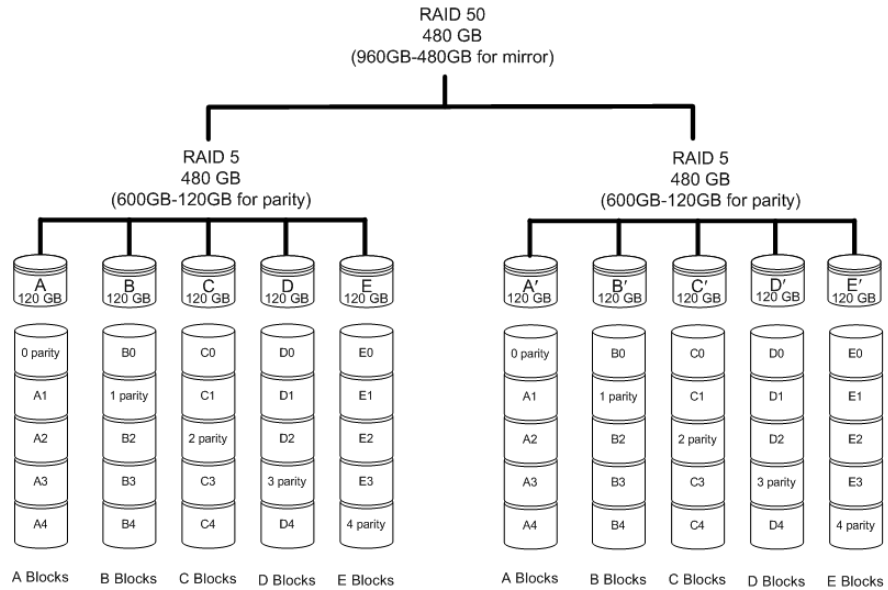 RAID 50
480 GB
(960GB-480GB for mirror)
RAID 5
480 GB
(600GB-120GB for parity)
RAID 5
480 GB
(600GB-120GB for parity)
A B C D E
120 GB 120 GB 120 GB 120 GB 120 GB
A′ B′ C′ D′ E′
120 GB 120 GB 120 GB 120 GB 120 GB
0 parity B0 C0 D0 E0
A1 1 parity C1 D1 E1
A2 B2 2 parity D2 E2
A3 B3 C3 3 parity E3
A4 B4 C4 D4 4 parity
A Blocks B Blocks C Blocks D Blocks E Blocks
0 parity B0 C0 D0 E0
A1 1 parity C1 D1 E1
A2 B2 2 parity D2 E2
A3 B3 C3 3 parity E3
A4 B4 C4 D4 4 parity
A Blocks B Blocks C Blocks D Blocks E Blocks